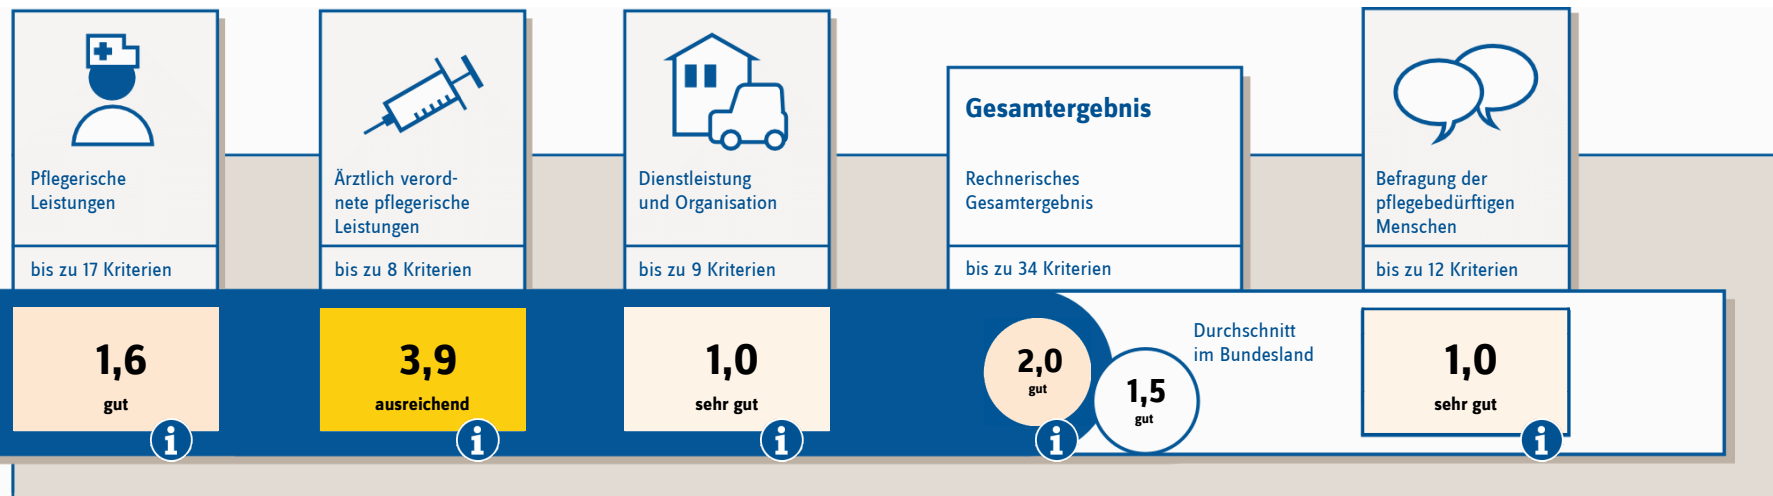 Pflegerische
Leistungen
bis zu 17 Kriterien
1,6
gut
i
Ärztlich verord-
nete pflegerische
Leistungen
bis zu 8 Kriterien
3,9
ausreichend
i
Dienstleistung
und Organisation
bis zu 9 Kriterien
1,0
sehr gut
i
Gesamtergebnis
Rechnerisches
Gesamtergebnis
bis zu 34 Kriterien
2,0
gut
i
1,5
gut
Durchschnitt
im Bundesland
Befragung der
pflegebedürftigen
Menschen
bis zu 12 Kriterien
1,0
sehr gut
i